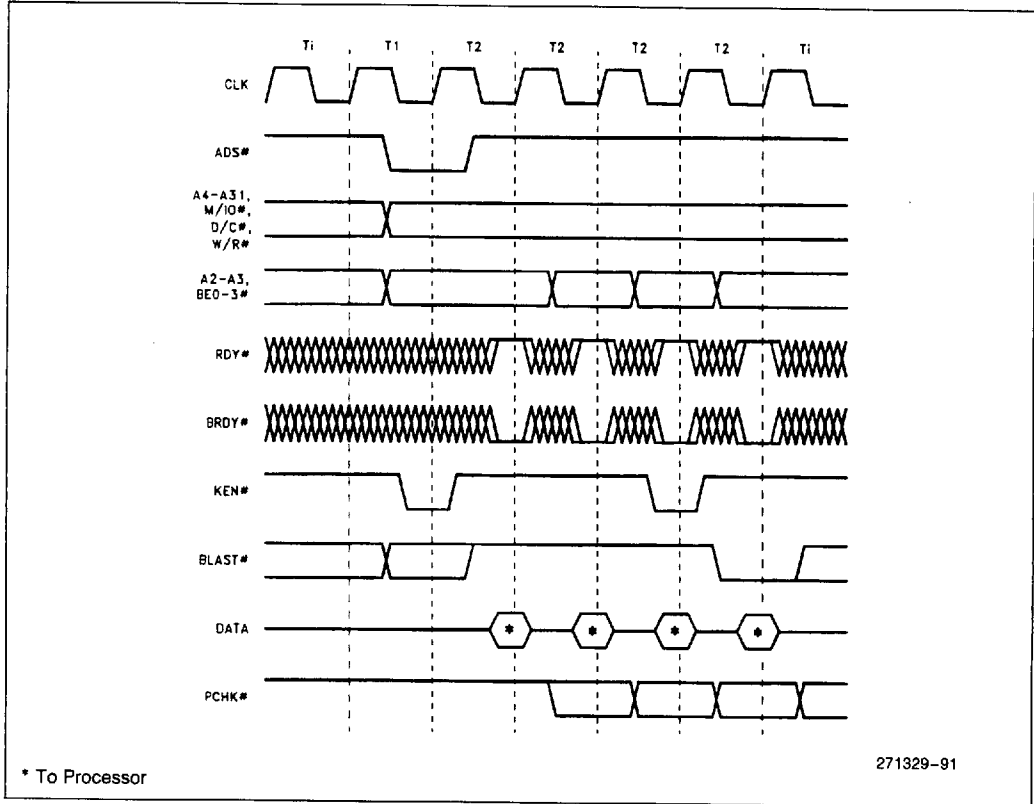 Ti T1 T2 T2 T2 T2 Ti
CLK
ADS#
A4-A31,
M/IO#,
D/C#,
W/R#
A2-A3,
BE0-3#
RDY#
BRDY#
KEN#
BLAST#
DATA * * * *
PCHK#
* To Processor
271329-91